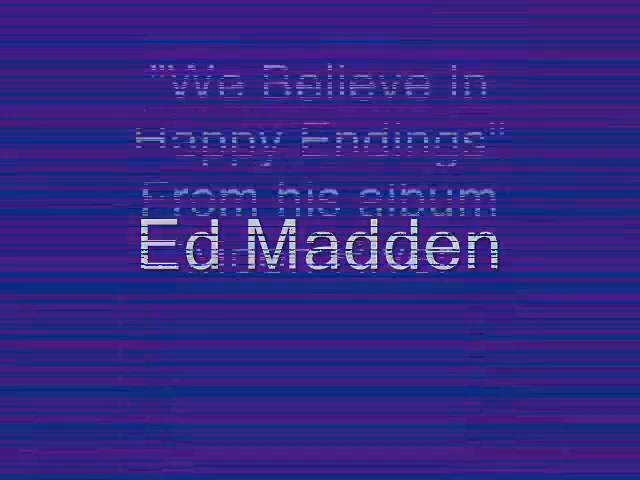 "We Believe In
Happy Endings"
From his album
Ed Madden